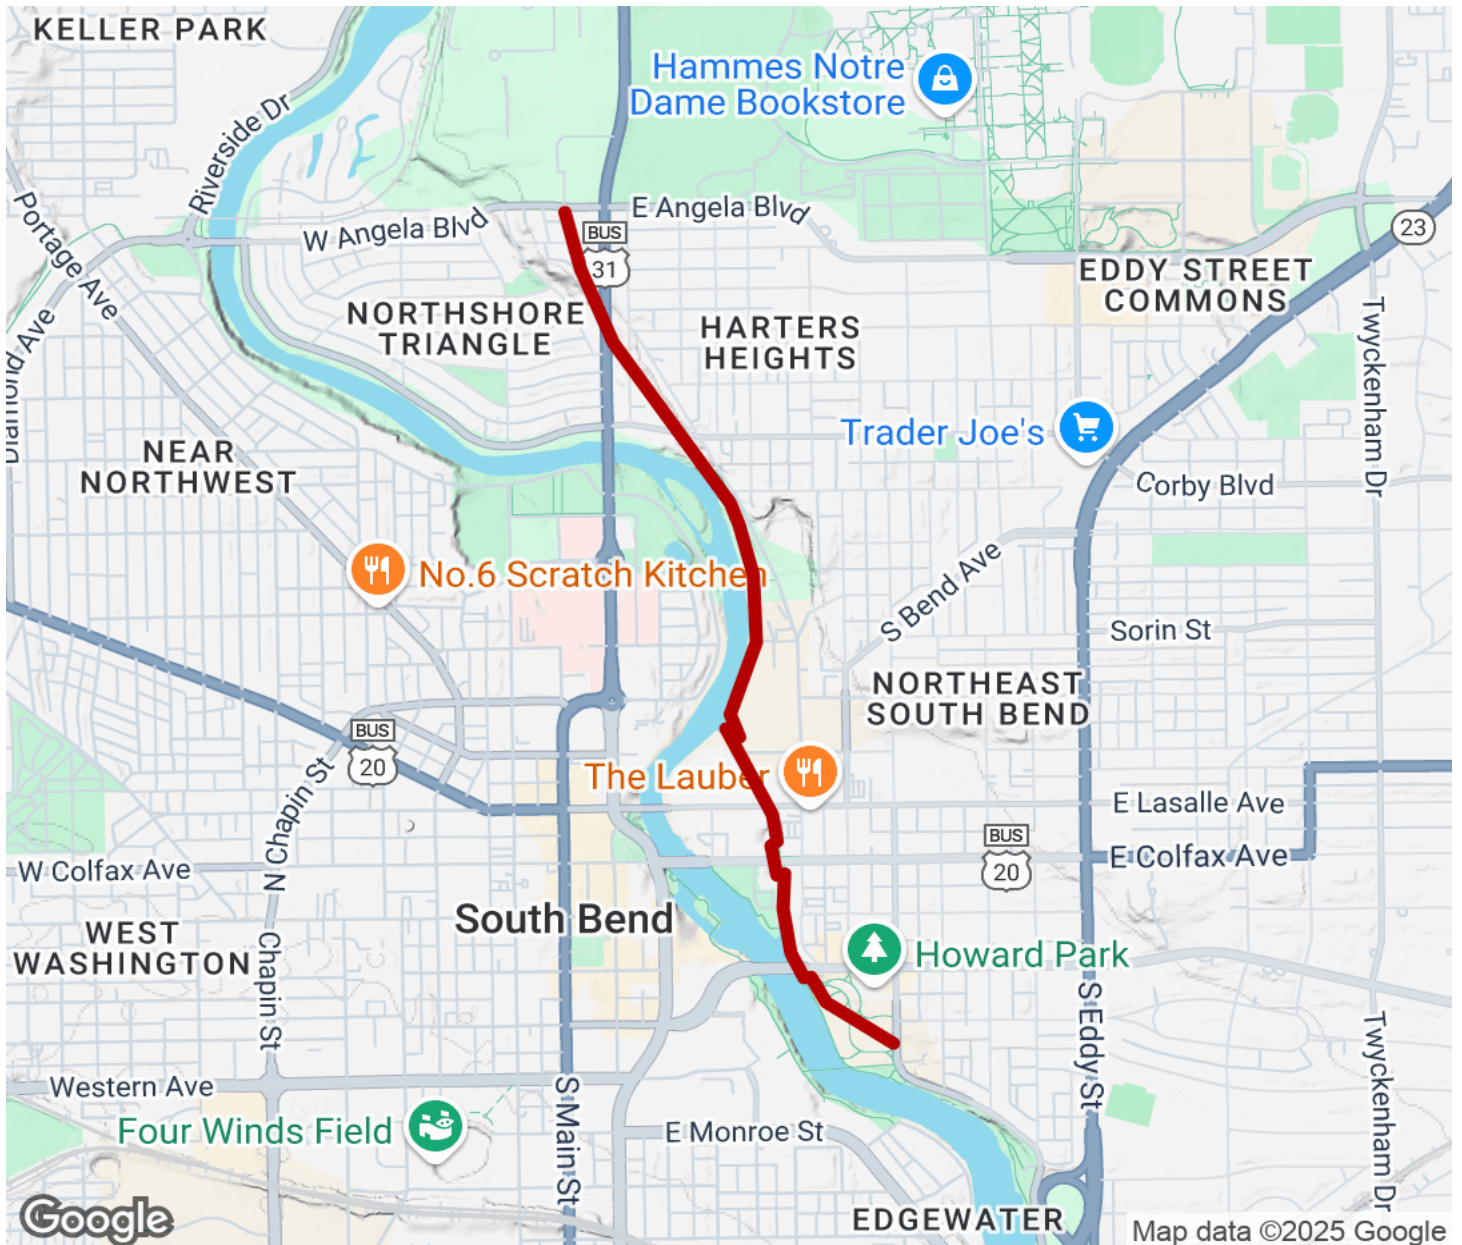 KELLER PARK
Hammes Notre
Dame Bookstore
Riverside Dr
Portage Ave
W Angela Blvd
E Angela Blvd
BUS
31
23
EDDY STREET
COMMONS
NORTHSHORE
TRIANGLE
HARTERS
HEIGHTS
Diamond Ave
Twyckenham Dr
Trader Joe's
NEAR
NORTHWEST
Corby Blvd
No.6 Scratch Kitchen
S Bend Ave
Sorin St
NORTHEAST
SOUTH BEND
BUS
20
The Lauber
N Chapin St
E Lasalle Ave
BUS
20
E Colfax Ave
W Colfax Ave
South Bend
WEST
WASHINGTON
Chapin St
Howard Park
S Eddy St
Twyckenham Dr
Western Ave
S Main St
Four Winds Field
E Monroe St
EDGEWATER
Google
Map data ©2025 Google